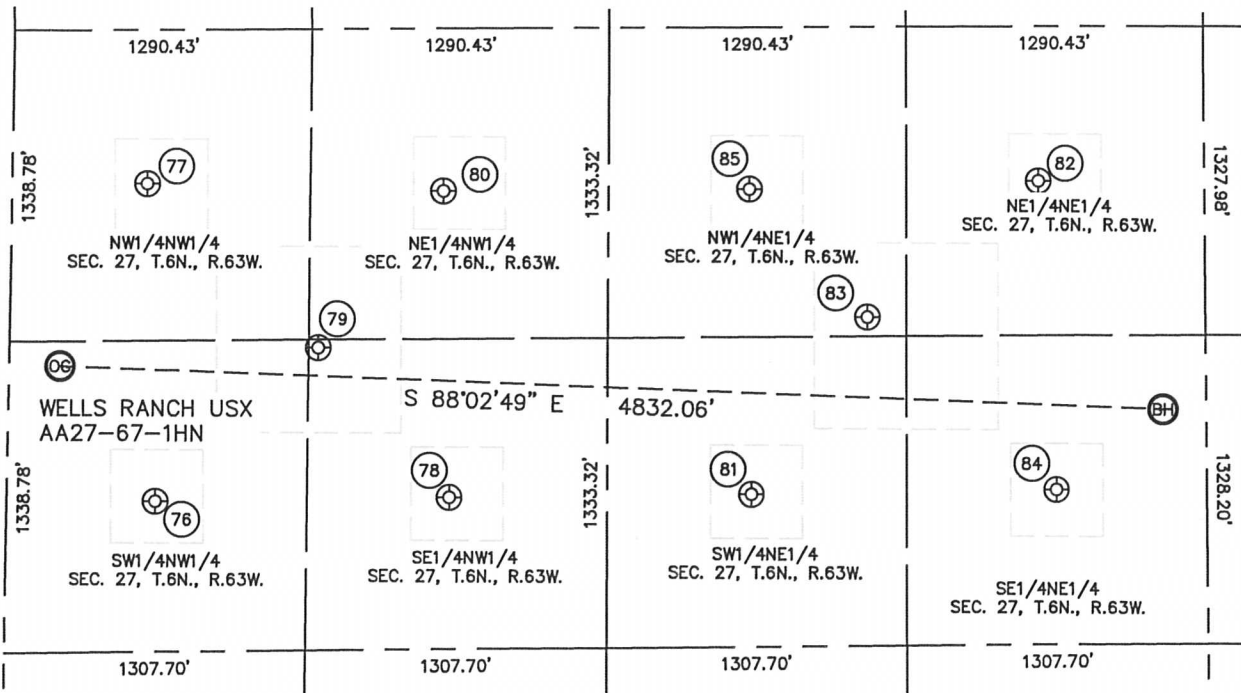 1290.43'
1290.43'
1290.43'
1290.43'
77
80
85
82
1338.78'
1333.32'
1327.98'
NW1/4NW1/4
SEC. 27, T.6N., R.63W.
NE1/4NW1/4
SEC. 27, T.6N., R.63W.
NW1/4NE1/4
SEC. 27, T.6N., R.63W.
NE1/4NE1/4
SEC. 27, T.6N., R.63W.
79
83
OG
WELLS RANCH USX
AA27-67-1HN
S 88°02'49" E 4832.06'
BH
1338.78'
1333.32'
1328.20'
76
78
81
84
SW1/4NW1/4
SEC. 27, T.6N., R.63W.
SE1/4NW1/4
SEC. 27, T.6N., R.63W.
SW1/4NE1/4
SEC. 27, T.6N., R.63W.
SE1/4NE1/4
SEC. 27, T.6N., R.63W.
1307.70'
1307.70'
1307.70'
1307.70'